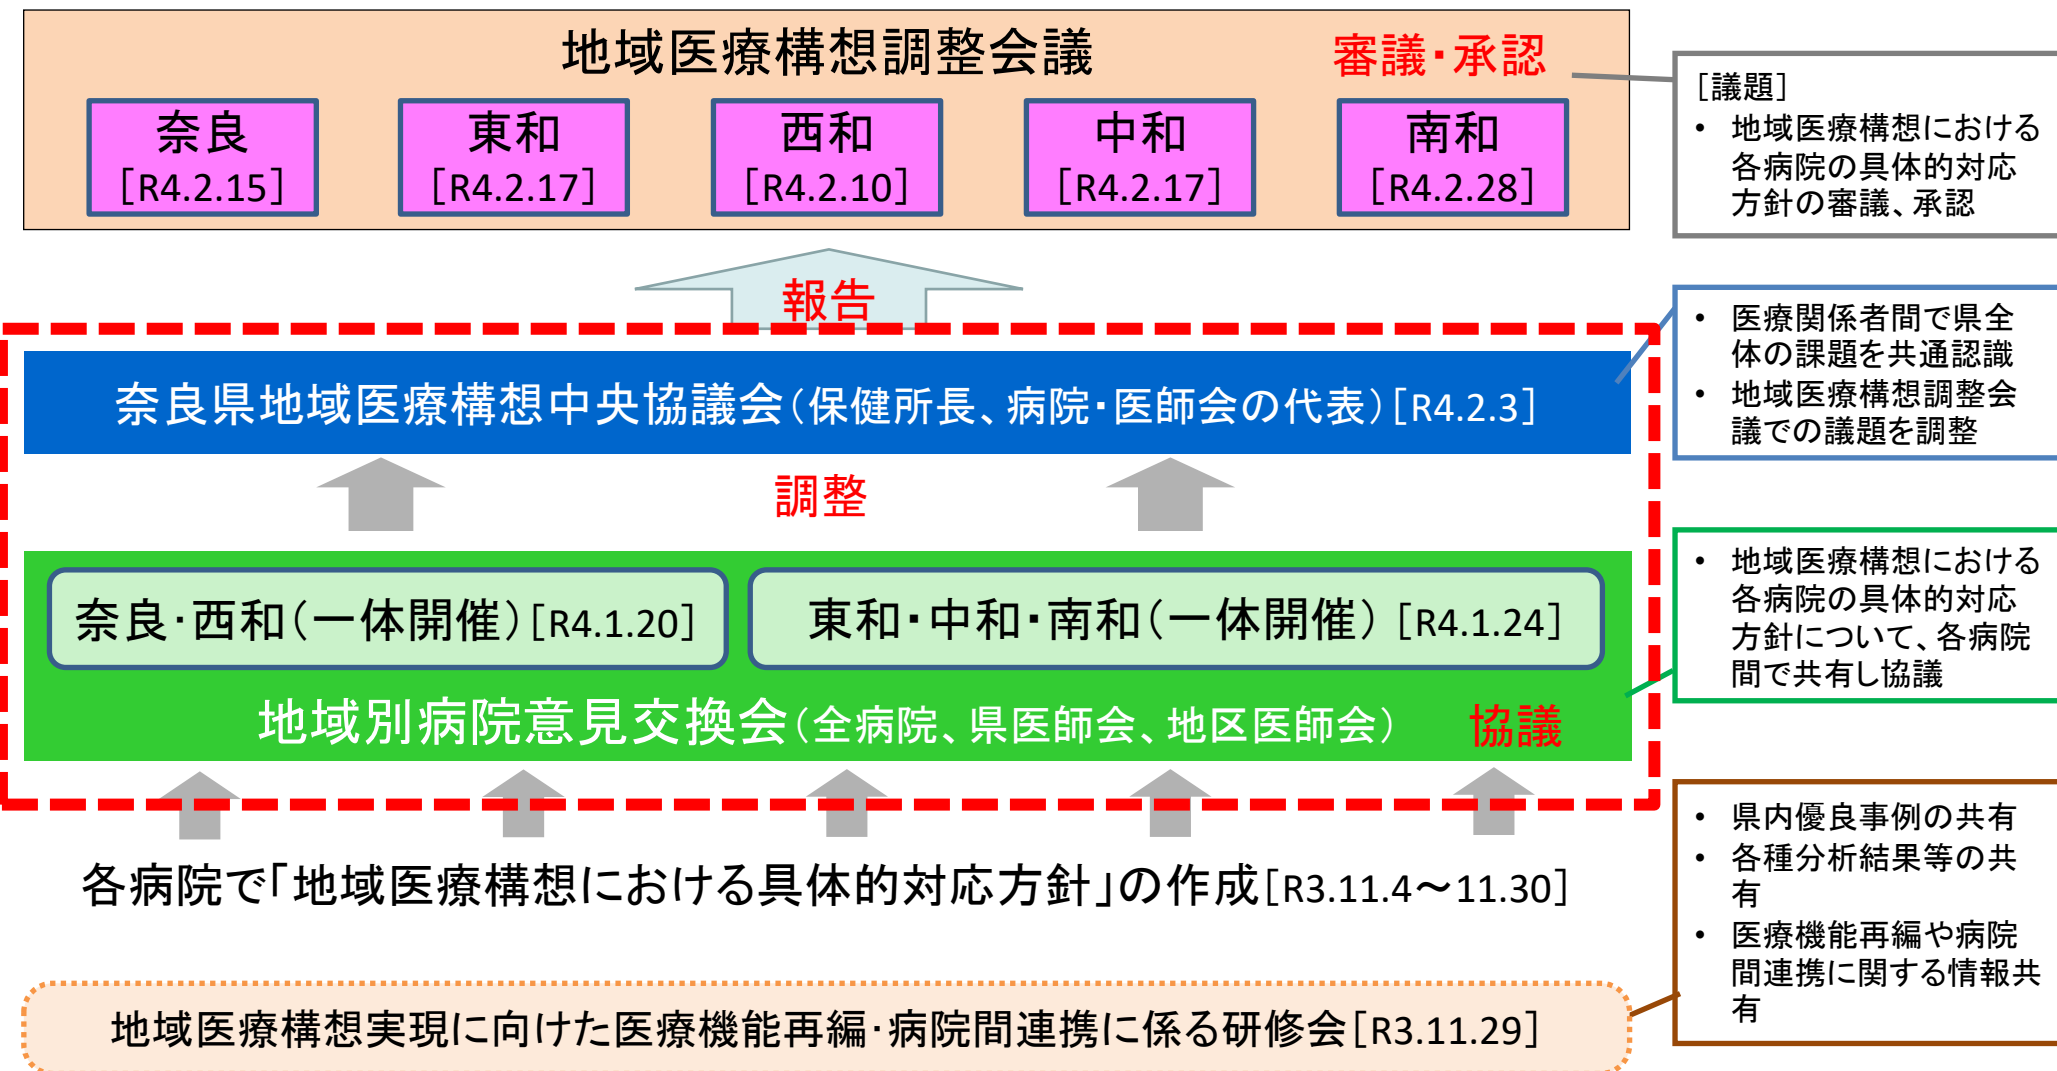 地域医療構想調整会議 審議・承認
奈良 東和 西和 中和 南和
[R4.2.15] [R4.2.17] [R4.2.10] [R4.2.17] [R4.2.28]
[議題]
• 地域医療構想における
各病院の具体的対応
方針の審議、承認
報告
奈良県地域医療構想中央協議会(保健所長、病院・医師会の代表)[R4.2.3]
• 医療関係者間で県全
体の課題を共通認識
• 地域医療構想調整会
議での議題を調整
調整
奈良・西和(一体開催)[R4.1.20] 東和・中和・南和(一体開催)[R4.1.24]
地域別病院意見交換会(全病院、県医師会、地区医師会) 協議
• 地域医療構想における
各病院の具体的対応
方針について、各病院
間で共有し協議
各病院で「地域医療構想における具体的対応方針」の作成[R3.11.4～11.30]
地域医療構想実現に向けた医療機能再編・病院間連携に係る研修会[R3.11.29]
• 県内優良事例の共有
• 各種分析結果等の共
有
• 医療機能再編や病院
間連携に関する情報共
有